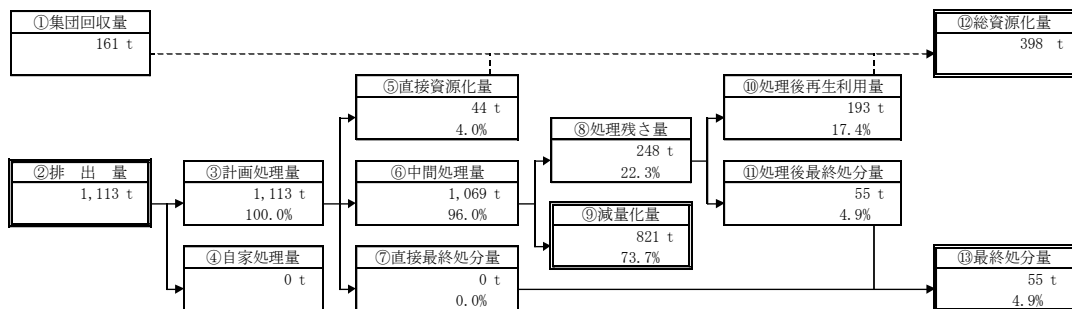 ①集団回収量
161 t
⑫総資源化量
398 t
⑤直接資源化量
44 t
4.0%
⑩処理後再生利用量
193 t
17.4%
⑧処理残さ量
248 t
22.3%
②排 出 量
1,113 t
③計画処理量
1,113 t
100.0%
⑥中間処理量
1,069 t
96.0%
⑪処理後最終処分量
55 t
4.9%
⑨減量化量
821 t
73.7%
④自家処理量
0 t
⑦直接最終処分量
0 t
0.0%
⑬最終処分量
55 t
4.9%